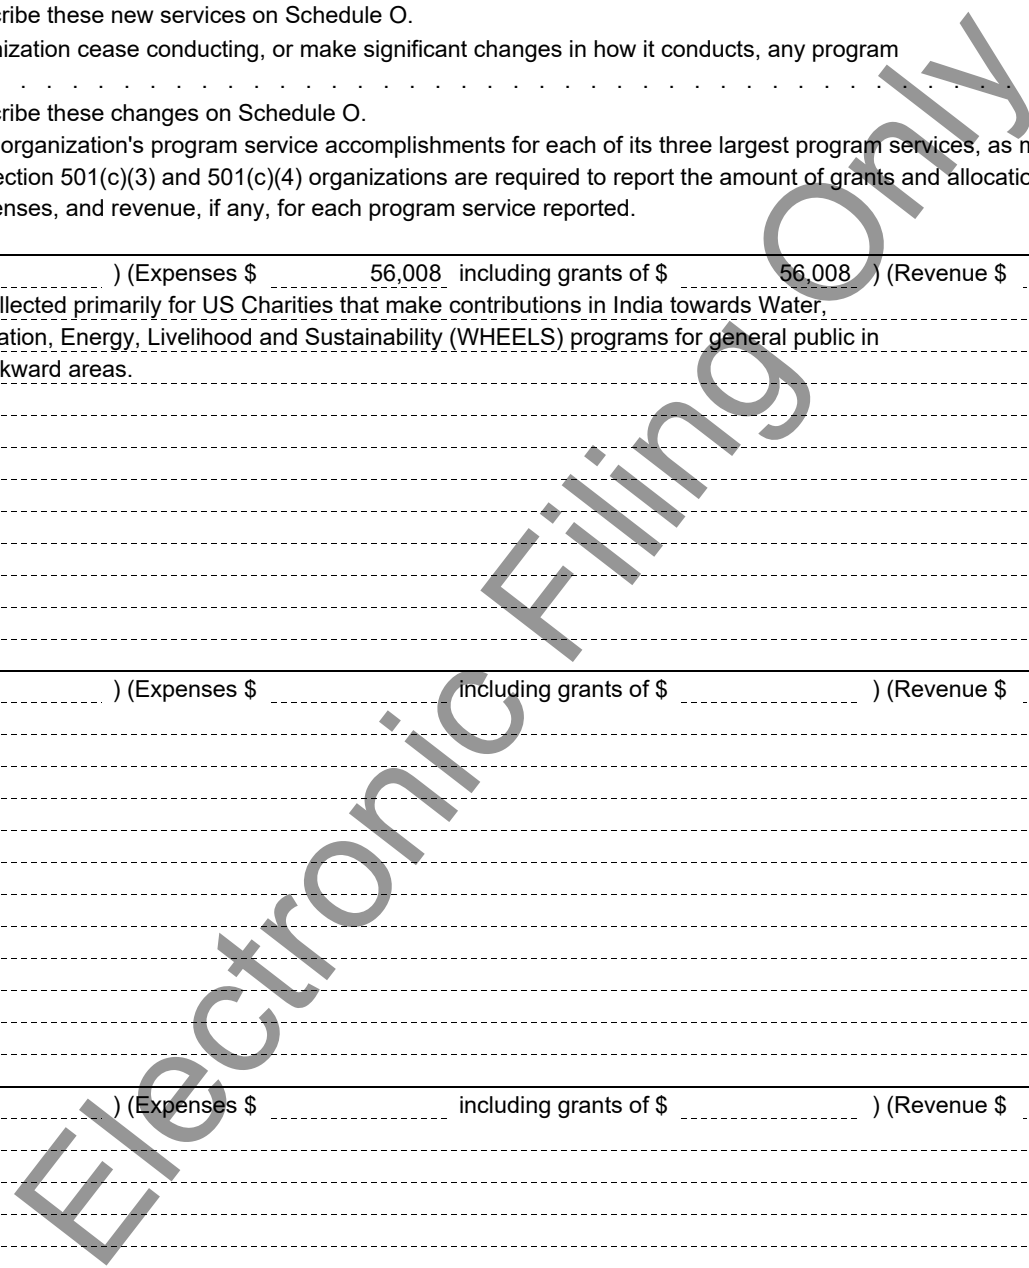 cribe these new services on Schedule O.
nization cease conducting, or make significant changes in how it conducts, any program
. . . . . . . . . . . . . . . . . . . . . . . . . . . . . . . . . . . . . . .
cribe these changes on Schedule O.
organization's program service accomplishments for each of its three largest program services, as m
ection 501(c)(3) and 501(c)(4) organizations are required to report the amount of grants and allocatio
enses, and revenue, if any, for each program service reported.
) (Expenses $ 56,008 including grants of $ 56,008 ) (Revenue $
llected primarily for US Charities that make contributions in India towards Water,
ation, Energy, Livelihood and Sustainability (WHEELS) programs for general public in
kward areas.
) (Expenses $ including grants of $ ) (Revenue $
) (Expenses $ including grants of $ ) (Revenue $
Electronic Filing Only